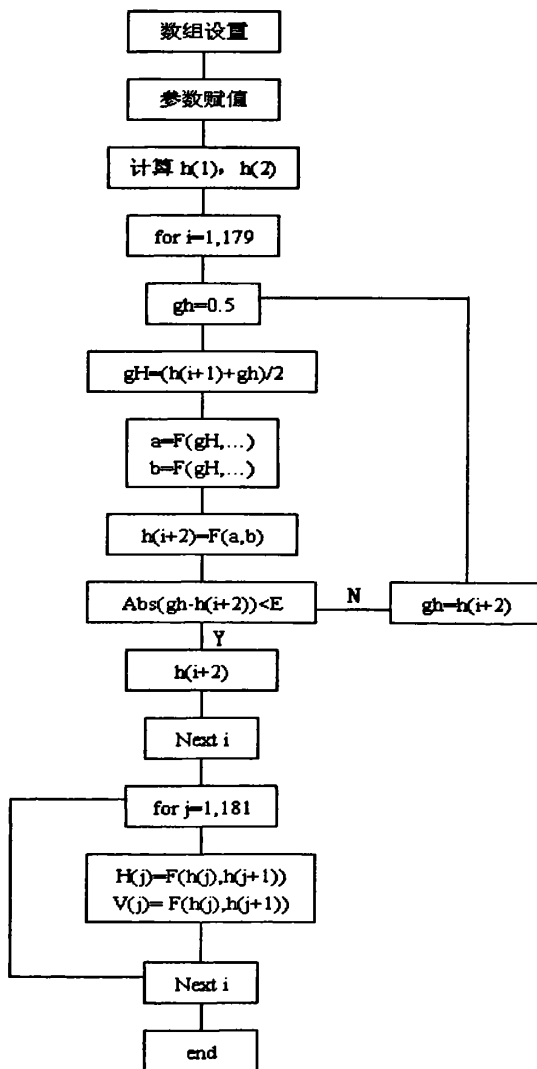 数组设置
参数赋值
计算 h(1)，h(2)
for i=1,179
gh=0.5
gH=(h(i+1)+gh)/2
a=F(gH,...)
b=F(gH,...)
h(i+2)=F(a,b)
Abs(gh-h(i+2))<E
N
gh=h(i+2)
Y
h(i+2)
Next i
for j=1,181
H(j)=F(h(j),h(j+1))
V(j)= F(h(j),h(j+1))
Next i
end